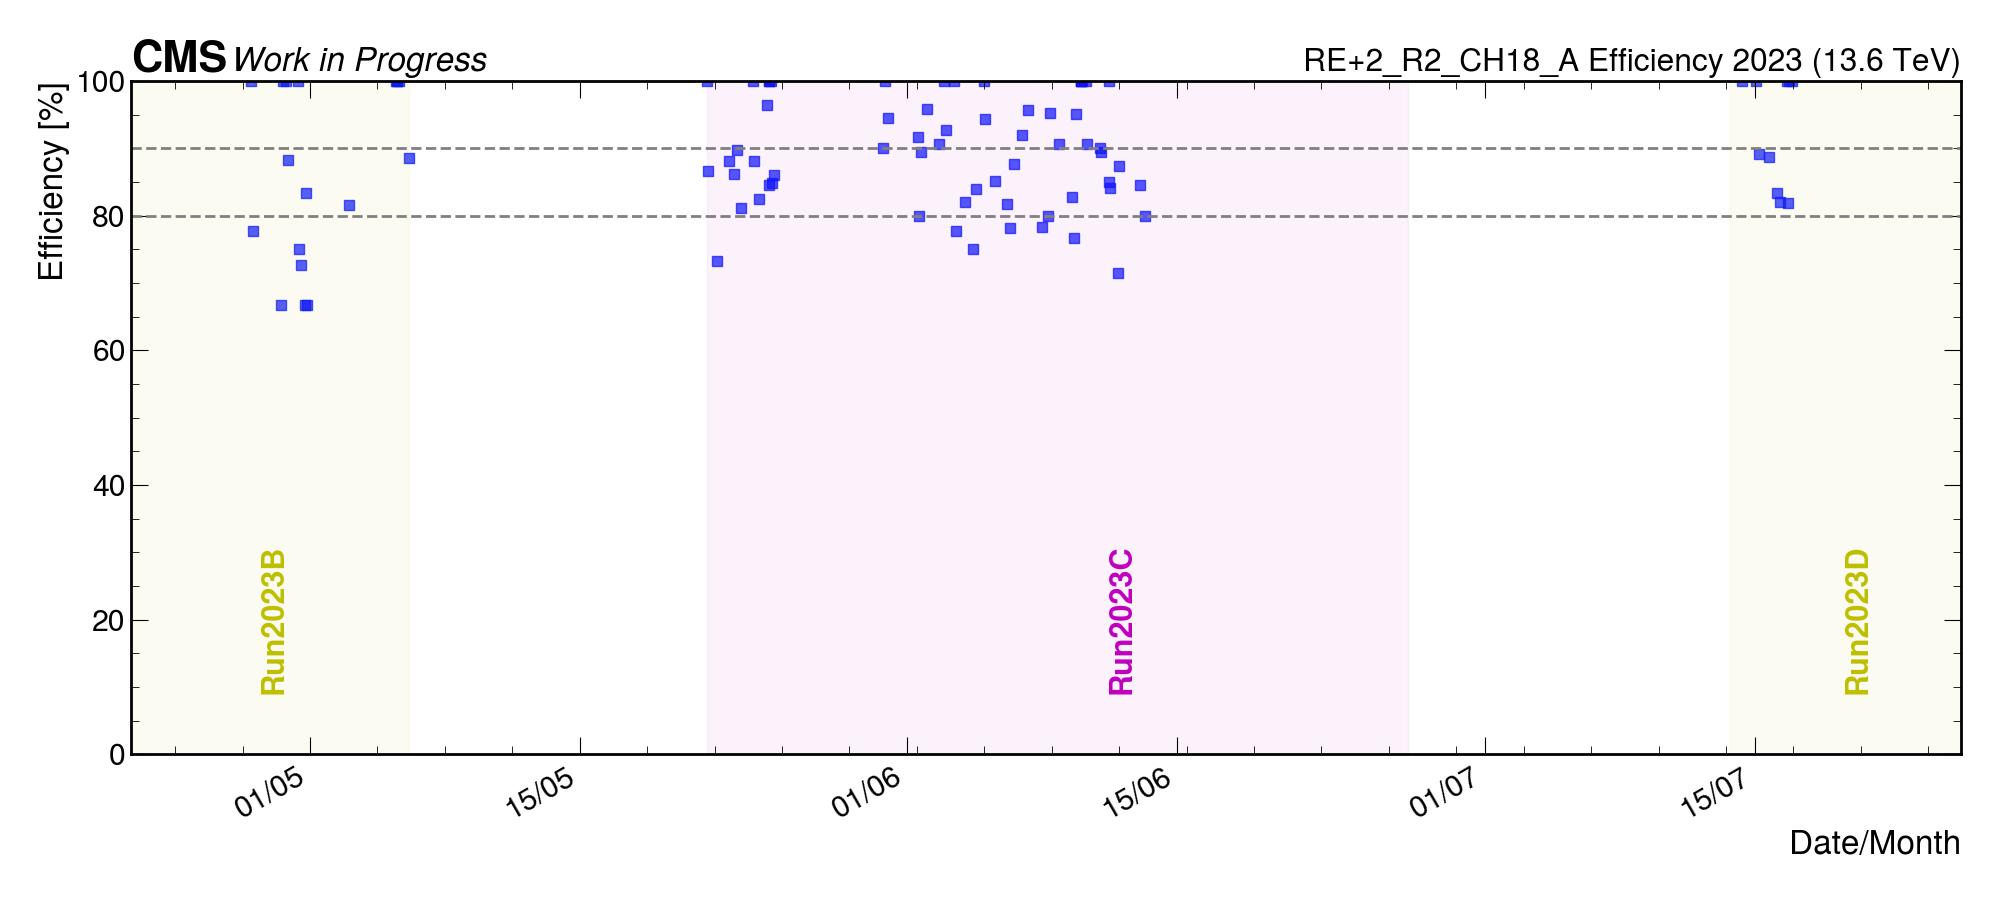 CMS Work in Progress
RE+2_R2_CH18_A Efficiency 2023 (13.6 TeV)
Efficiency [%]
100
80
60
40
20
0
Run2023B
Run2023C
Run2023D
01/05
15/05
01/06
15/06
01/07
15/07
Date/Month